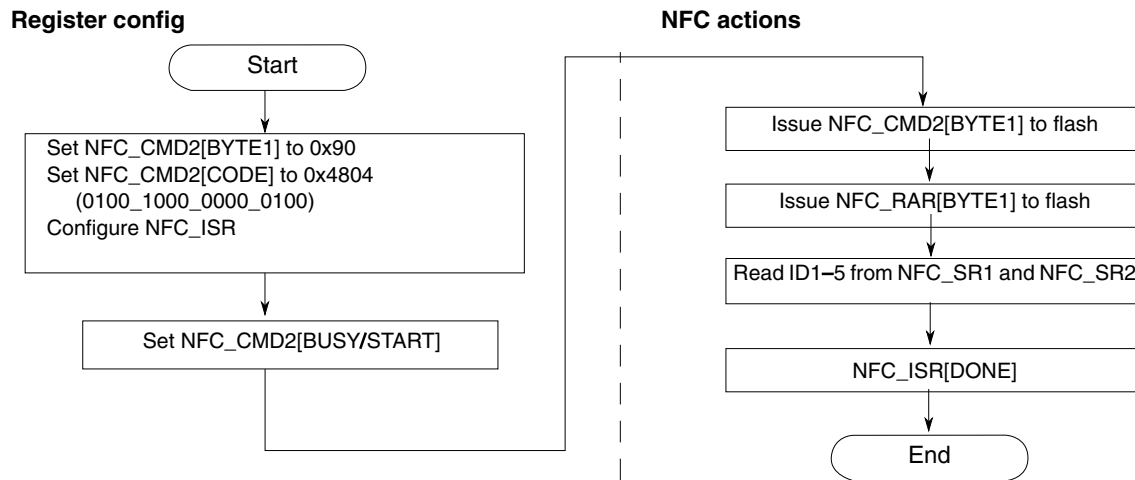 Register config
Start
Set NFC_CMD2[BYTE1] to 0x90
Set NFC_CMD2[CODE] to 0x4804
(0100_1000_0000_0100)
Configure NFC_ISR
Set NFC_CMD2[BUSY/START]
NFC actions
Issue NFC_CMD2[BYTE1] to flash
Issue NFC_RAR[BYTE1] to flash
Read ID1–5 from NFC_SR1 and NFC_SR2
NFC_ISR[DONE]
End